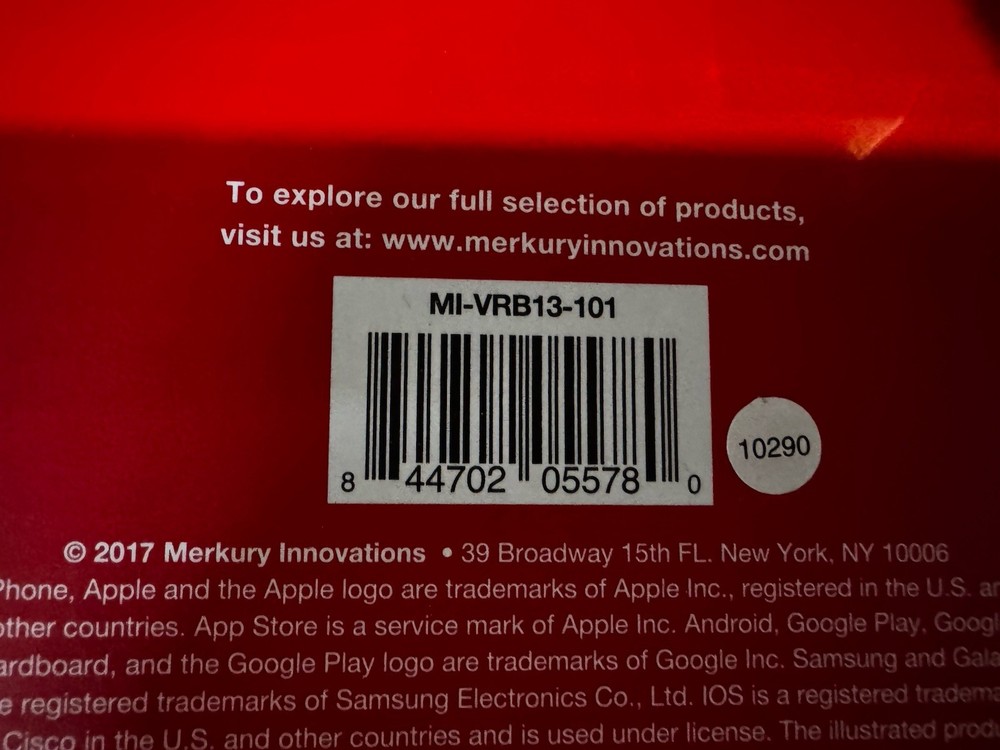 To explore our full selection of products,
visit us at: www.merkuryinnovations.com
MI-VRB13-101
8 44702 05578 0
10290
© 2017 Merkury Innovations • 39 Broadway 15th FL. New York, NY 10006
Phone, Apple and the Apple logo are trademarks of Apple Inc., registered in the U.S.
other countries. App Store is a service mark of Apple Inc. Android, Google Play,
ardboard, and the Google Play logo are trademarks of Google Inc. Samsung and
registered trademarks of Samsung Electronics Co., Ltd. IOS is a registered
Cisco in the U.S. and other countries and is used under license. The illustrated